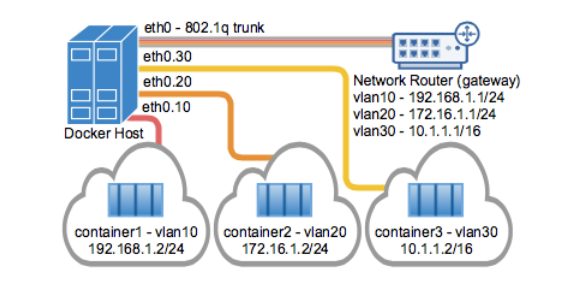 eth0 - 802.1q trunk
eth0.30
eth0.20
eth0.10
Docker Host
Network Router (gateway)
vlan10 - 192.168.1.1/24
vlan20 - 172.16.1.1/24
vlan30 - 10.1.1.1/16
container1 - vlan10
192.168.1.2/24
container2 - vlan20
172.16.1.2/24
container3 - vlan30
10.1.1.2/16